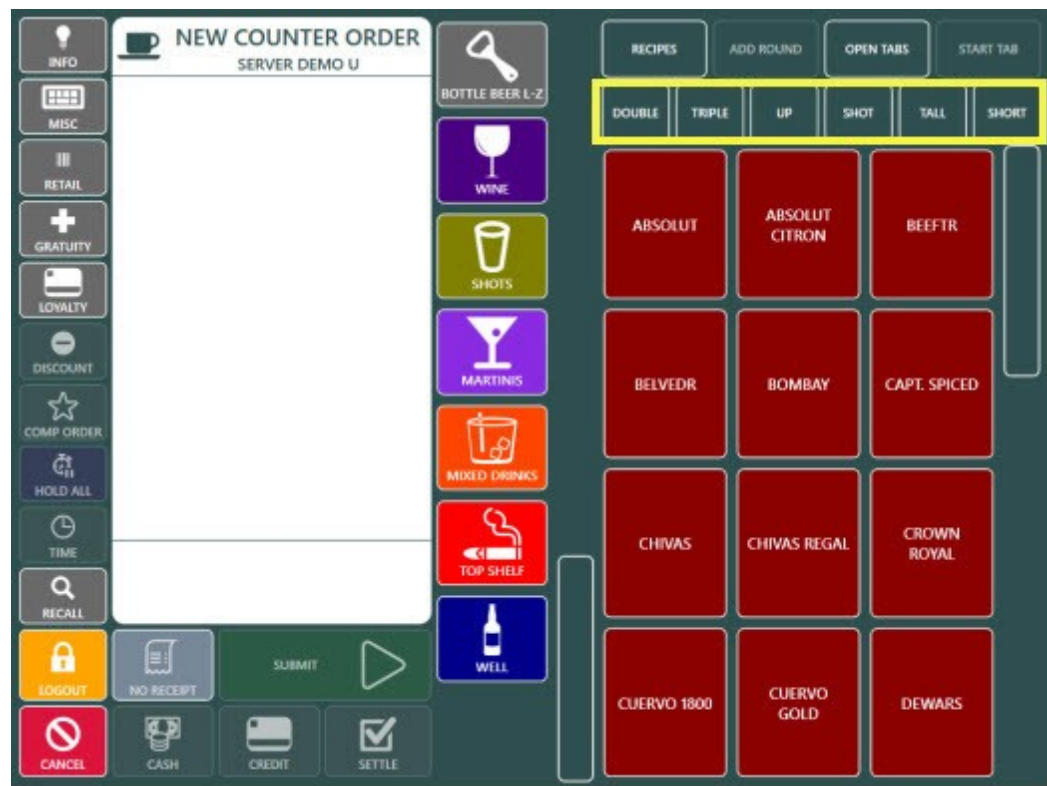 INFO
MISC
RETAIL
GRATUITY
LOYALTY
DISCOUNT
COMP ORDER
HOLD ALL
TIME
RECALL
LOGOUT
CANCEL
NEW COUNTER ORDER
SERVER DEMO U
NO RECEIPT
SUBMIT
CASH
CREDIT
SETTLE
BOTTLE BEER L-Z
WINE
SHOTS
MARTINIS
MIXED DRINKS
TOP SHELF
WELL
RECIPES
ADD ROUND
OPEN TABS
START TAB
DOUBLE
TRIPLE
UP
SHOT
TALL
SHORT
ABSOLUT
ABSOLUT
CITRON
BEEFTR
BELVEDR
BOMBAY
CAPT. SPICED
CHIVAS
CHIVAS REGAL
CROWN
ROYAL
CUERVO 1800
CUERVO
GOLD
DEWARS